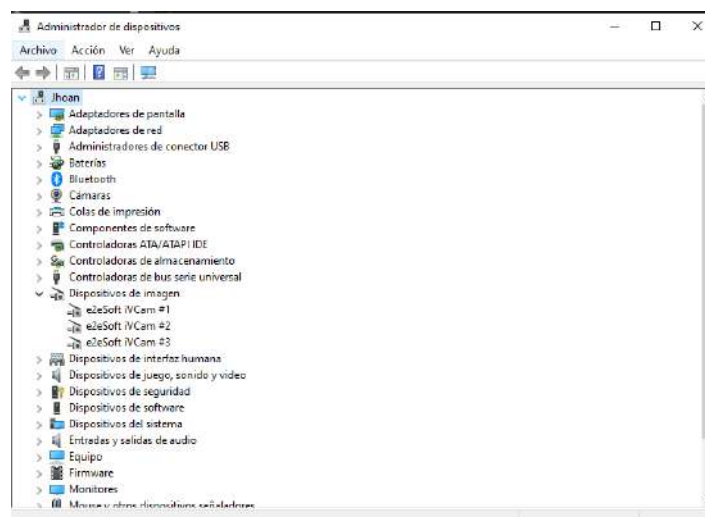 Administrador de dispositivos
Archivo Acción Ver Ayuda
Jhoan
Adaptadores de pantalla
Adaptadores de red
Administradores de conector USB
Baterías
Bluetooth
Cámaras
Colas de impresión
Componentes de software
Controladoras ATA/ATAPI IDE
Controladoras de almacenamiento
Controladoras de bus serie universal
Dispositivos de imagen
e2eSoft iVCam #1
e2eSoft iVCam #2
e2eSoft iVCam #3
Dispositivos de interfaz humana
Dispositivos de juego, sonido y video
Dispositivos de seguridad
Dispositivos de software
Dispositivos del sistema
Entradas y salidas de audio
Equipo
Firmware
Monitores
Mouse y otros dispositivos señaladores